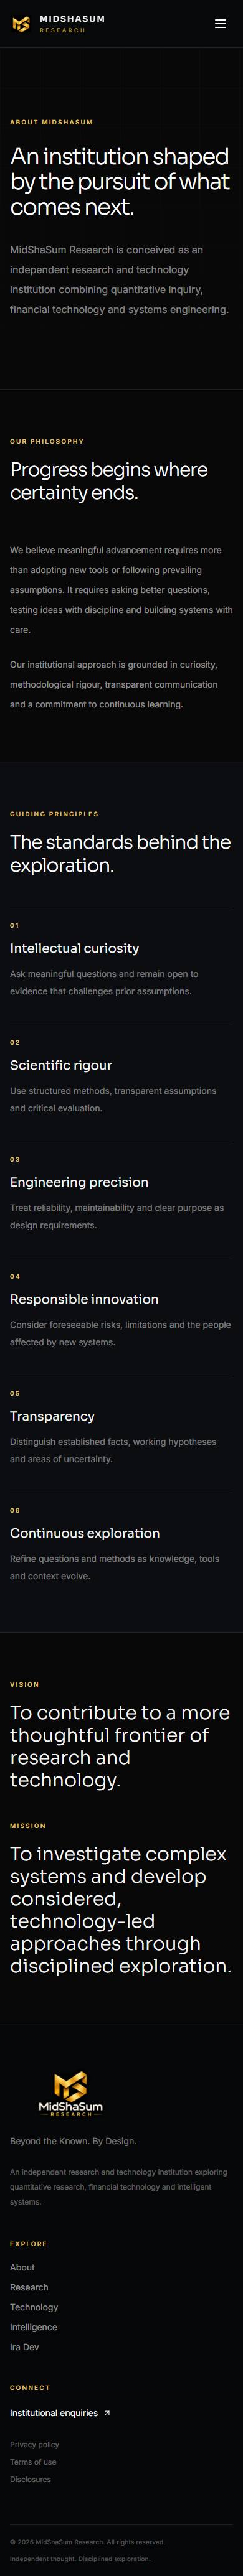 MIDSHASUM
RESEARCH
ABOUT MIDSHASUM
An institution shaped
by the pursuit of what
comes next.
MidShaSum Research is conceived as an
independent research and technology
institution combining quantitative inquiry,
financial technology and systems engineering.
OUR PHILOSOPHY
Progress begins where
certainty ends.
We believe meaningful advancement requires more
than adopting new tools or following prevailing
assumptions. It requires asking better questions,
testing ideas with discipline and building systems with
care.
Our institutional approach is grounded in curiosity,
methodological rigour, transparent communication
and a commitment to continuous learning.
GUIDING PRINCIPLES
The standards behind the
exploration.
01
Intellectual curiosity
Ask meaningful questions and remain open to
evidence that challenges prior assumptions.
02
Scientific rigour
Use structured methods, transparent assumptions
and critical evaluation.
03
Engineering precision
Treat reliability, maintainability and clear purpose as
design requirements.
04
Responsible innovation
Consider foreseeable risks, limitations and the people
affected by new systems.
05
Transparency
Distinguish established facts, working hypotheses
and areas of uncertainty.
06
Continuous exploration
Refine questions and methods as knowledge, tools
and context evolve.
VISION
To contribute to a more
thoughtful frontier of
research and
technology.
MISSION
To investigate complex
systems and develop
considered,
technology-led
approaches through
disciplined exploration.
MidShaSum
RESEARCH
Beyond the Known. By Design.
An independent research and technology institution exploring
quantitative research, financial technology and intelligent
systems.
EXPLORE
About
Research
Technology
Intelligence
Ira Dev
CONNECT
Institutional enquiries ↗
Privacy policy
Terms of use
Disclosures
© 2026 MidShaSum Research. All rights reserved.
Independent thought. Disciplined exploration.